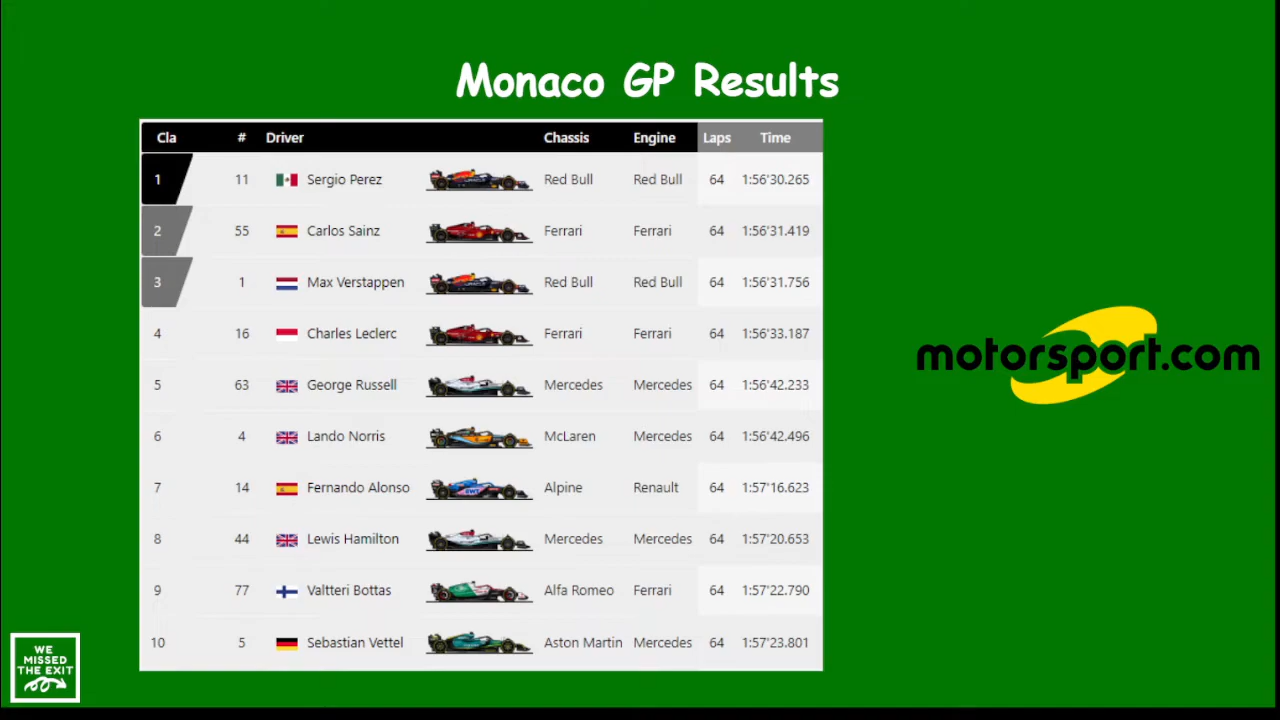 Monaco GP Results
Cla # Driver Chassis Engine Laps Time
1 11 Sergio Perez Red Bull Red Bull 64 1:56'30.265
2 55 Carlos Sainz Ferrari Ferrari 64 1:56'31.419
3 1 Max Verstappen Red Bull Red Bull 64 1:56'31.756
4 16 Charles Leclerc Ferrari Ferrari 64 1:56'33.187
5 63 George Russell Mercedes Mercedes 64 1:56'42.233
6 4 Lando Norris McLaren Mercedes 64 1:56'42.496
7 14 Fernando Alonso Alpine Renault 64 1:57'16.623
8 44 Lewis Hamilton Mercedes Mercedes 64 1:57'20.653
9 77 Valtteri Bottas Alfa Romeo Ferrari 64 1:57'22.790
10 5 Sebastian Vettel Aston Martin Mercedes 64 1:57'23.801
motorsport.com
WE
MISSED
THE EXIT